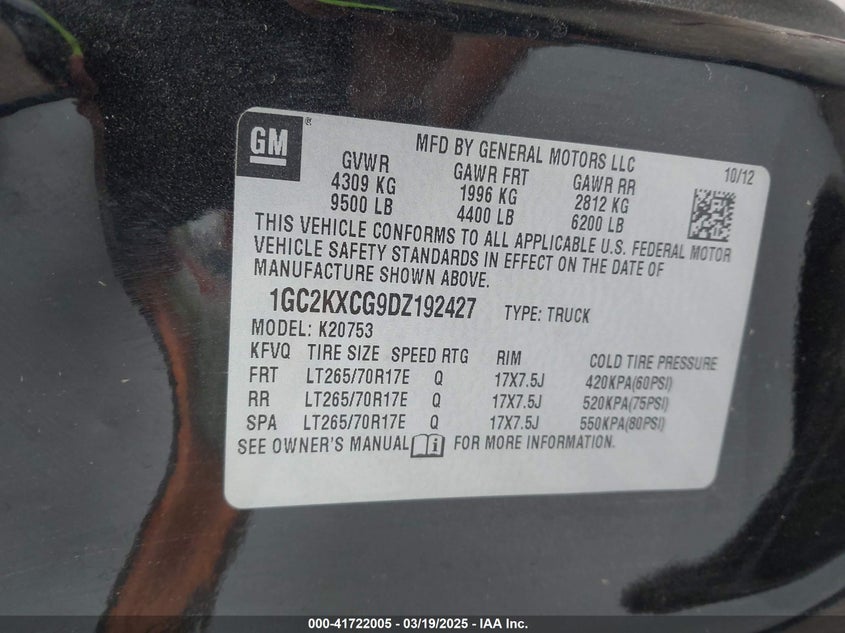 GM®
MFD BY GENERAL MOTORS LLC
10/12
GVWR GAWR FRT GAWR RR
4309 KG 1996 KG 2812 KG
9500 LB 4400 LB 6200 LB
THIS VEHICLE CONFORMS TO ALL APPLICABLE U.S. FEDERAL MOTOR
VEHICLE SAFETY STANDARDS IN EFFECT ON THE DATE OF
MANUFACTURE SHOWN ABOVE.
1GC2KXCG9DZ192427 TYPE: TRUCK
MODEL: K20753
KFVQ TIRE SIZE SPEED RTG RIM COLD TIRE PRESSURE
FRT LT265/70R17E Q 17X7.5J 420KPA(60PSI)
RR LT265/70R17E Q 17X7.5J 520KPA(75PSI)
SPA LT265/70R17E Q 17X7.5J 550KPA(80PSI)
SEE OWNER'S MANUAL i FOR MORE INFORMATION.
000-41722005 - 03/19/2025 - IAA Inc.